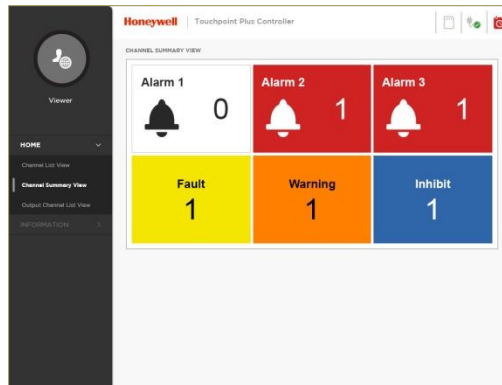 Honeywell Touchpoint Plus Controller
Viewer
HOME
Channel List View
Channel Summary View
Output Channel List View
INFORMATION
CHANNEL SUMMARY VIEW
Alarm 1 Alarm 2 Alarm 3
0 1 1
Fault Warning Inhibit
1 1 1